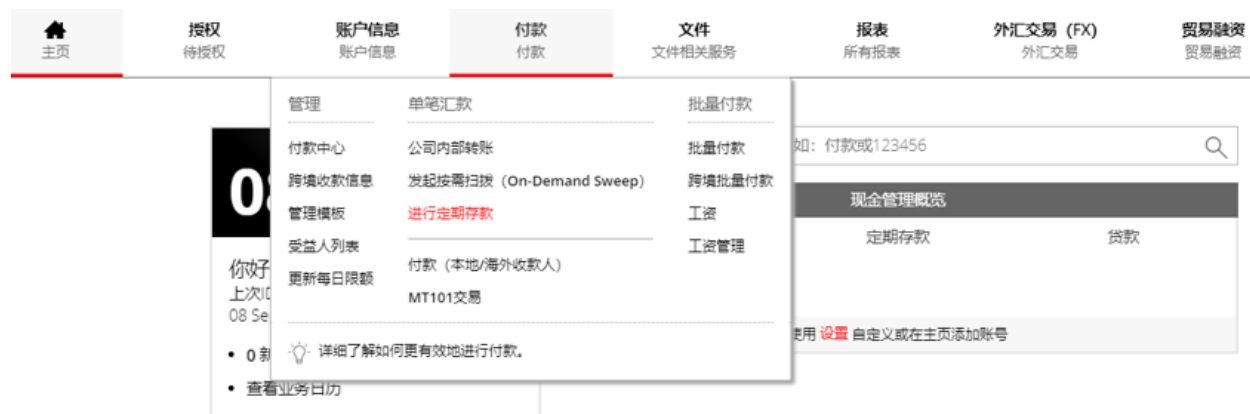 授权
账户信息
付款
文件
报表
外汇交易 (FX)
贸易融资
主页
待授权
账户信息
付款
文件相关服务
所有报表
外汇交易
贸易融资
管理
单笔汇款
批量付款
付款中心
公司内部转账
批量付款
如：付款或123456
跨境收款信息
发起按需扫拨（On-Demand Sweep）
跨境批量付款
现金管理概览
管理模板
进行定期存款
工资
定期存款
贷款
受益人列表
工资管理
付款（本地/海外收款人）
更新每日限额
MT101交易
你好
上次
08 Se
使用 设置 自定义或在主页添加账号
详细了解如何更有效地进行付款。
• 0 新
• 查看业务日历